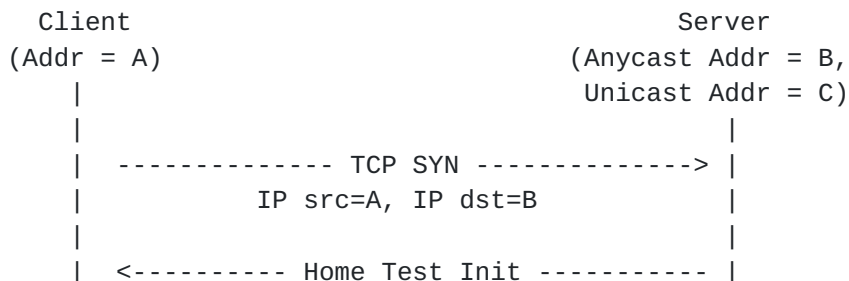 Client                                   Server
(Addr = A)                          (Anycast Addr = B,
    |                                Unicast Addr = C)
    |                                          |
    |  -------------- TCP SYN --------------> |
    |           IP src=A, IP dst=B            |
    |                                          |
    |  <---------- Home Test Init ----------- |